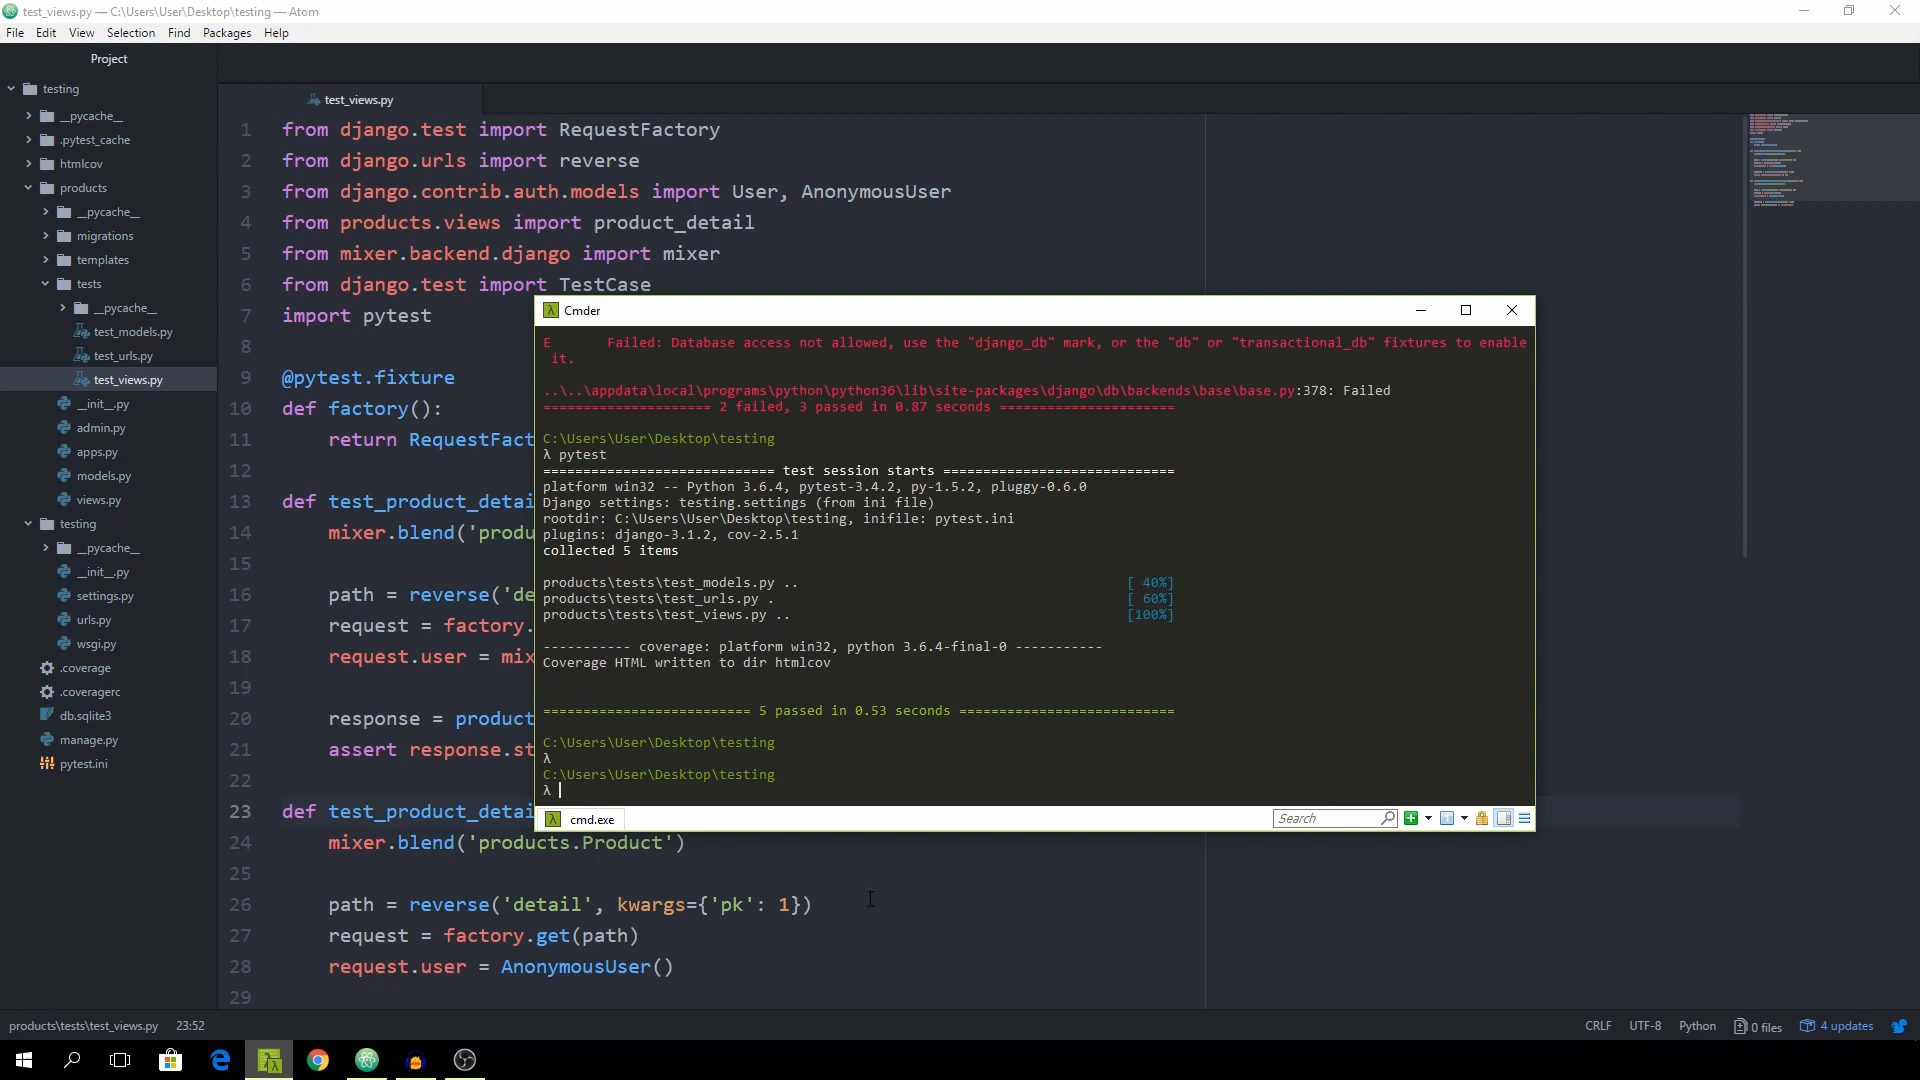 test_views.py — C:\Users\User\Desktop\testing — Atom
File Edit View Selection Find Packages Help
Project
testing
__pycache__
.pytest_cache
htmlcov
products
__pycache__
migrations
templates
tests
__pycache__
test_models.py
test_urls.py
test_views.py
__init__.py
admin.py
apps.py
models.py
views.py
testing
__pycache__
__init__.py
settings.py
urls.py
wsgi.py
.coverage
.coveragerc
db.sqlite3
manage.py
pytest.ini
test_views.py
1 from django.test import RequestFactory
2 from django.urls import reverse
3 from django.contrib.auth.models import User, AnonymousUser
4 from products.views import product_detail
5 from mixer.backend.django import mixer
6 from django.test import TestCase
7 import pytest
8
9 @pytest.fixture
10 def factory():
11 return RequestFact
12
13 def test_product_detai
14 mixer.blend('produ
15
16 path = reverse('de
17 request = factory.
18 request.user = mix
19
20 response = product
21 assert response.st
22
23 def test_product_detai
24 mixer.blend('products.Product')
25
26 path = reverse('detail', kwargs={'pk': 1})
27 request = factory.get(path)
28 request.user = AnonymousUser()
29
Cmder
E Failed: Database access not allowed, use the "django_db" mark, or the "db" or "transactional_db" fixtures to enable
it.
..\..\appdata\local\programs\python\python36\lib\site-packages\django\db\backends\base\base.py:378: Failed
===================== 2 failed, 3 passed in 0.87 seconds ======================
C:\Users\User\Desktop\testing
λ pytest
============================= test session starts =============================
platform win32 -- Python 3.6.4, pytest-3.4.2, py-1.5.2, pluggy-0.6.0
Django settings: testing.settings (from ini file)
rootdir: C:\Users\User\Desktop\testing, inifile: pytest.ini
plugins: django-3.1.2, cov-2.5.1
collected 5 items
products\tests\test_models.py .. [ 40%]
products\tests\test_urls.py . [ 60%]
products\tests\test_views.py .. [100%]
----------- coverage: platform win32, python 3.6.4-final-0 -----------
Coverage HTML written to dir htmlcov
========================== 5 passed in 0.53 seconds ===========================
C:\Users\User\Desktop\testing
λ
C:\Users\User\Desktop\testing
λ
cmd.exe Search
products\tests\test_views.py 23:52 CRLF UTF-8 Python 0 files 4 updates